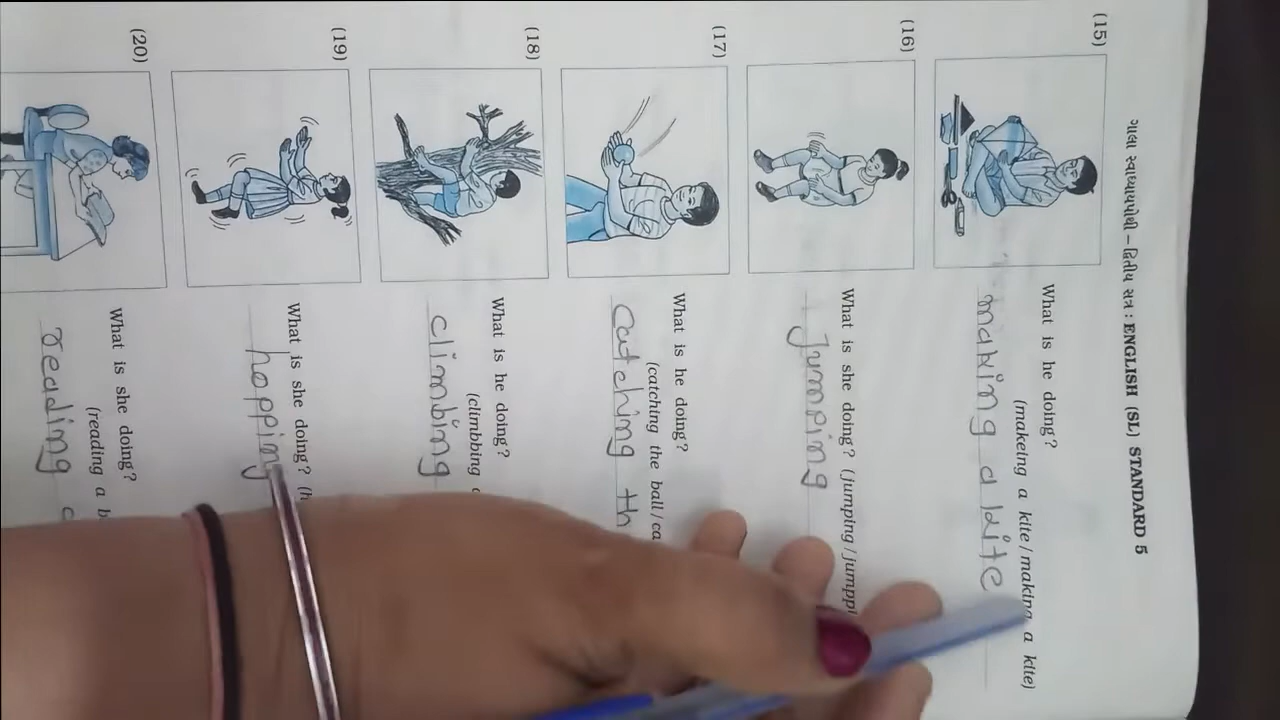 ગાલા સ્વાધ્યાયપોથી – દ્વિતીય સત્ર : ENGLISH (SL) STANDARD 5
(15)
What is he doing?
(makeing a kite / making a kite)
making a kite
(16)
What is she doing? (jumping / jumppi
Jumping
(17)
What is he doing?
(catching the ball / ca
Catching th
(18)
What is he doing?
(climbbing
climbing
(19)
What is she doing? (h
hopping
(20)
What is she doing?
(reading a b
reading